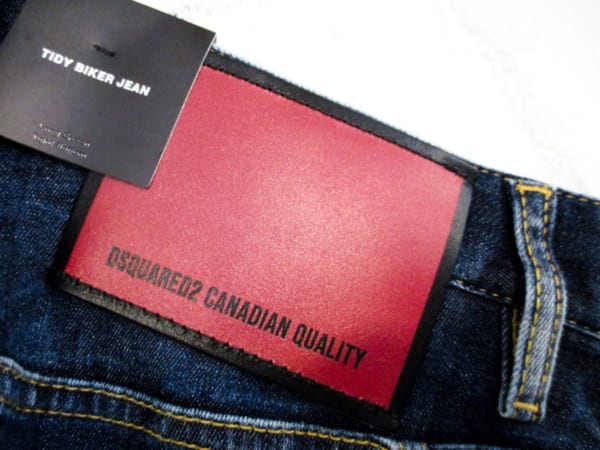 TIDY BIKER JEAN
DSQUARED2 CANADIAN QUALITY